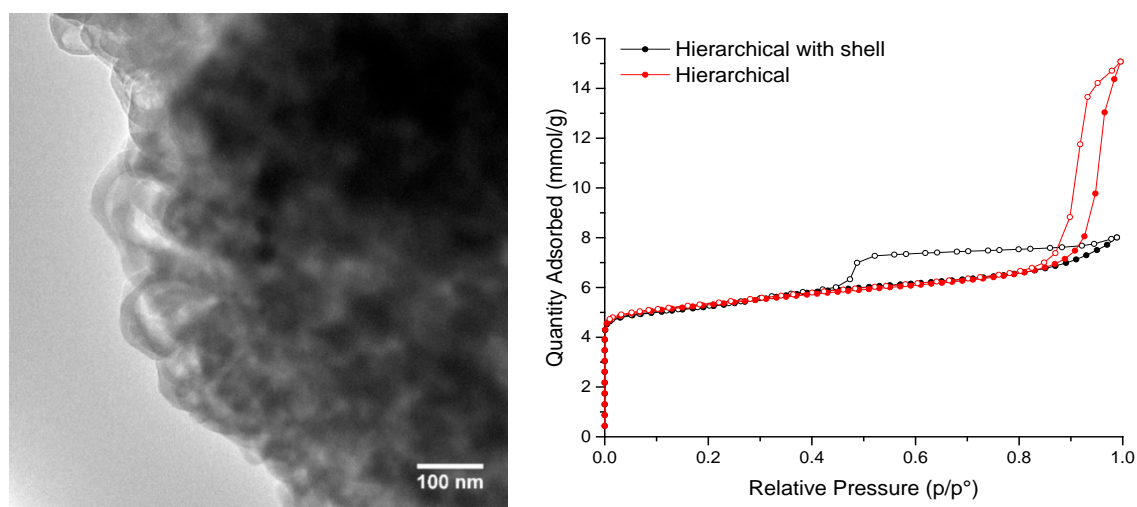 100 nm
Hierarchical with shell
Hierarchical
Quantity Adsorbed (mmol/g)
16
14
12
10
8
6
4
2
0
0.0 0.2 0.4 0.6 0.8 1.0
Relative Pressure (p/p°)